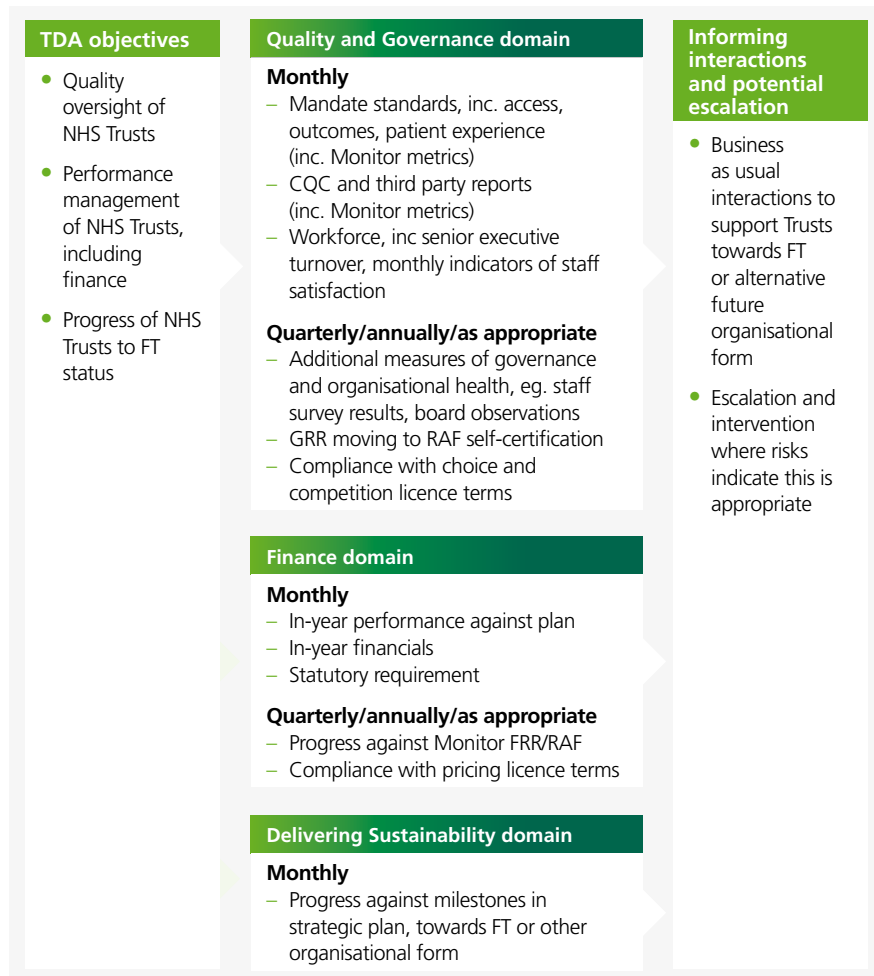 TDA objectives
• Quality
oversight of
NHS Trusts
• Performance
management
of NHS Trusts,
including
finance
• Progress of NHS
Trusts to FT
status
Quality and Governance domain
Monthly
– Mandate standards, inc. access,
outcomes, patient experience
(inc. Monitor metrics)
– CQC and third party reports
(inc. Monitor metrics)
– Workforce, inc senior executive
turnover, monthly indicators of staff
satisfaction
Quarterly/annually/as appropriate
– Additional measures of governance
and organisational health, eg. staff
survey results, board observations
– GRR moving to RAF self-certification
– Compliance with choice and
competition licence terms
Finance domain
Monthly
– In-year performance against plan
– In-year financials
– Statutory requirement
Quarterly/annually/as appropriate
– Progress against Monitor FRR/RAF
– Compliance with pricing licence terms
Delivering Sustainability domain
Monthly
– Progress against milestones in
strategic plan, towards FT or other
organisational form
Informing
interactions
and potential
escalation
• Business
as usual
interactions to
support Trusts
towards FT
or alternative
future
organisational
form
• Escalation and
intervention
where risks
indicate this is
appropriate